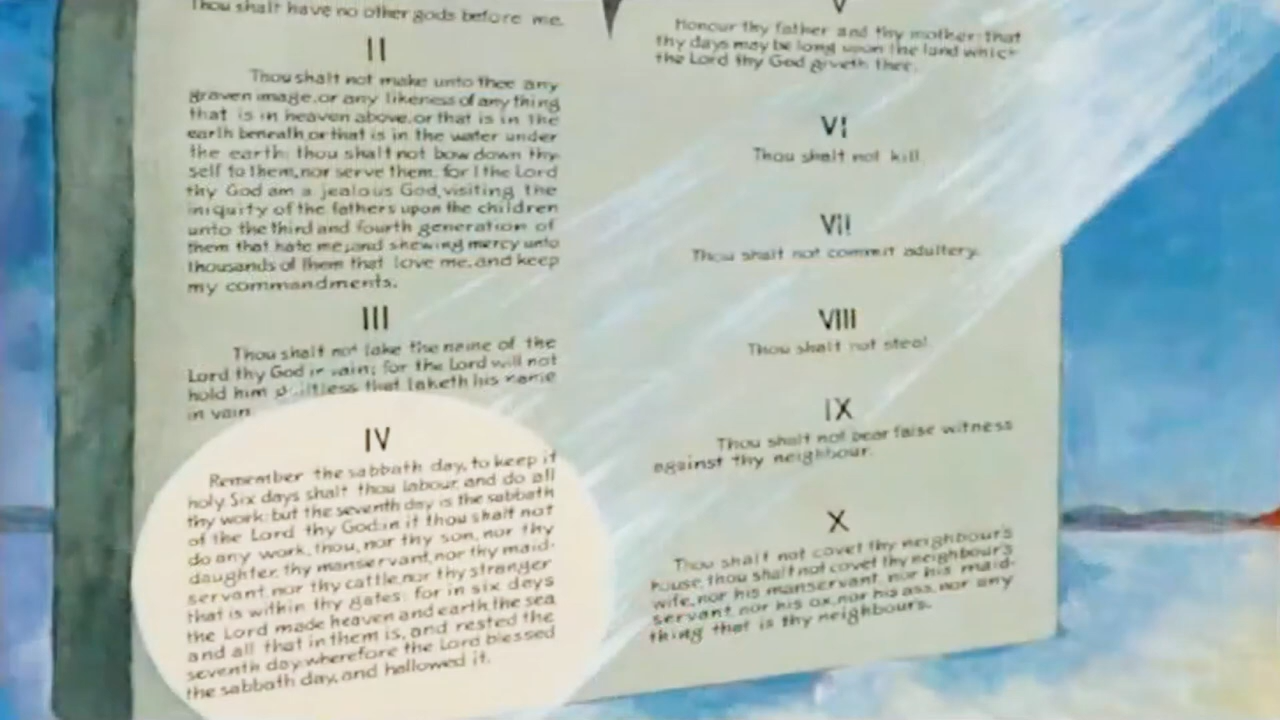 Thou shalt have no other gods before me.
II
Thou shalt not make unto thee any
graven image, or any likeness of any thing
that is in heaven above, or that is in the
earth beneath, or that is in the water under
the earth: thou shalt not bow down thy-
self to them, nor serve them. for I the Lord
thy God am a jealous God, visiting the
iniquity of the fathers upon the children
unto the third and fourth generation of
them that hate me; and shewing mercy unto
thousands of them that love me, and keep
my commandments.
III
Thou shalt not take the name of the
Lord thy God in vain; for the Lord will not
hold him guiltless that taketh his name
in vain.
IV
Remember the sabbath day, to keep it
holy Six days shalt thou labour, and do all
thy work: but the seventh day is the sabbath
of the Lord thy God: in it thou shalt not
do any work, thou, nor thy son, nor thy
daughter, thy manservant, nor thy maid-
servant, nor thy cattle, nor thy stranger
that is within thy gates: for in six days
the Lord made heaven and earth, the sea
and all that in them is, and rested the
seventh day: wherefore the Lord blessed
the sabbath day, and hallowed it.
V
Honour thy father and thy mother: that
thy days may be long upon the land which
the Lord thy God giveth thee.
VI
Thou shalt not kill.
VII
Thou shalt not commit adultery.
VIII
Thou shalt not steal.
IX
Thou shalt not bear false witness
against thy neighbour.
X
Thou shalt not covet thy neighbour's
house, thou shalt not covet thy neighbour's
wife, nor his manservant, nor his maid-
servant, nor his ox, nor his ass, nor any
thing that is thy neighbour's.